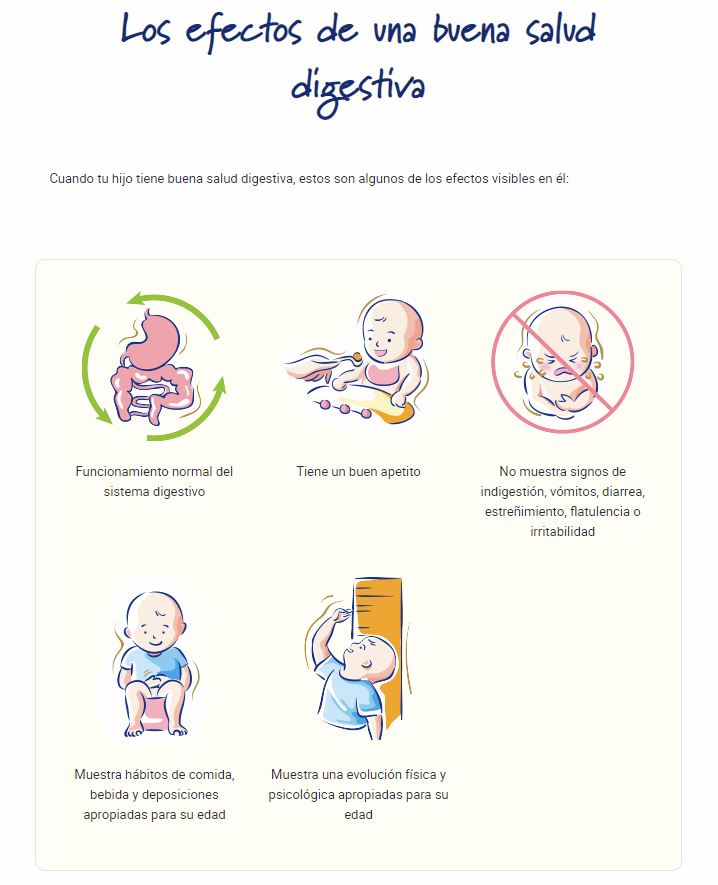 Los efectos de una buena salud
digestiva
Cuando tu hijo tiene buena salud digestiva, estos son algunos de los efectos visibles en él:
Funcionamiento normal del
sistema digestivo
Tiene un buen apetito
No muestra signos de
indigestión, vómitos, diarrea,
estreñimiento, flatulencia o
irritabilidad
Muestra hábitos de comida,
bebida y deposiciones
apropiadas para su edad
Muestra una evolución física y
psicológica apropiadas para su
edad